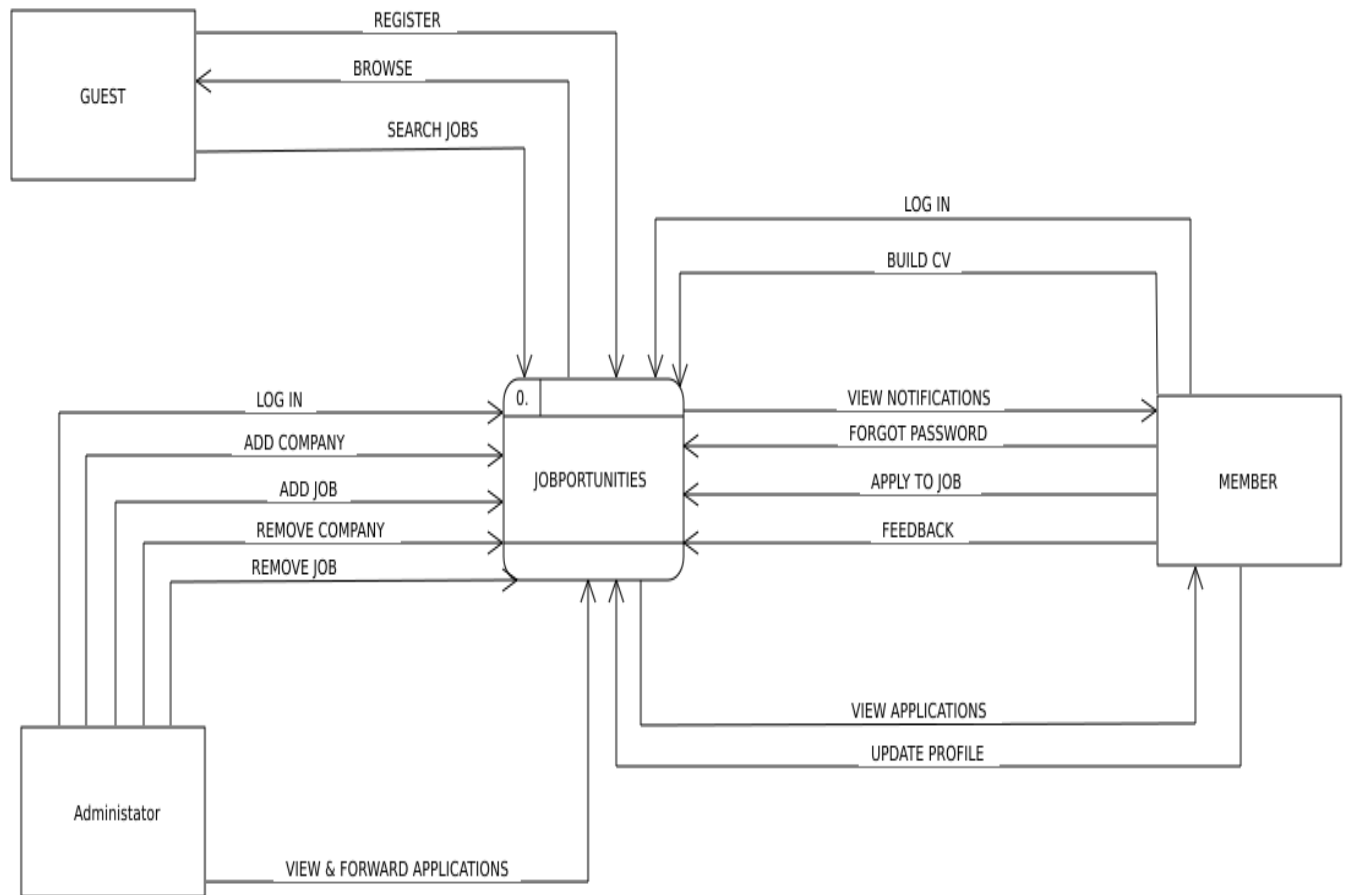 REGISTER
BROWSE
GUEST
SEARCH JOBS
LOG IN
BUILD CV
0.
LOG IN
VIEW NOTIFICATIONS
ADD COMPANY
FORGOT PASSWORD
JOBPORTUNITIES
APPLY TO JOB
MEMBER
ADD JOB
REMOVE COMPANY
FEEDBACK
REMOVE JOB
VIEW APPLICATIONS
UPDATE PROFILE
Administator
VIEW & FORWARD APPLICATIONS